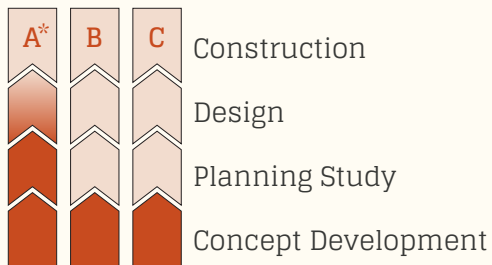 A* B C
Construction
Design
Planning Study
Concept Development